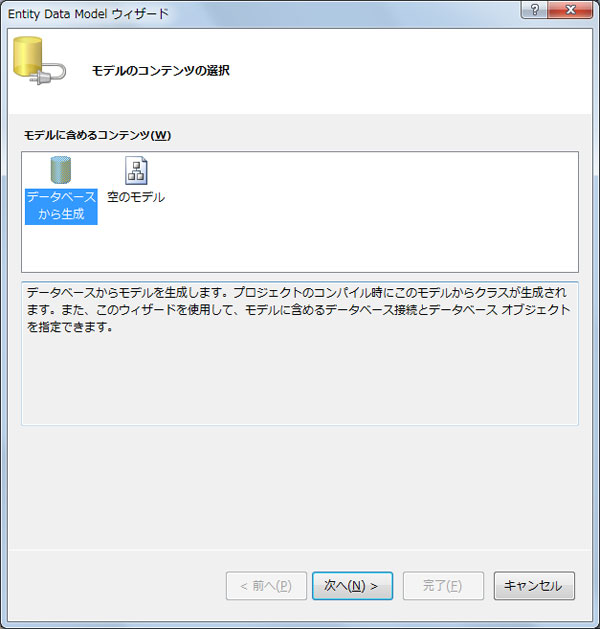 Entity Data Model ウィザード
モデルのコンテンツの選択
モデルに含めるコンテンツ(W)
データベース
から生成
空のモデル
データベースからモデルを生成します。プロジェクトのコンパイル時にこのモデルからクラスが生成され
ます。また、このウィザードを使用して、モデルに含めるデータベース接続とデータベース オブジェクト
を指定できます。
< 前へ(P)
次へ(N) >
完了(F)
キャンセル